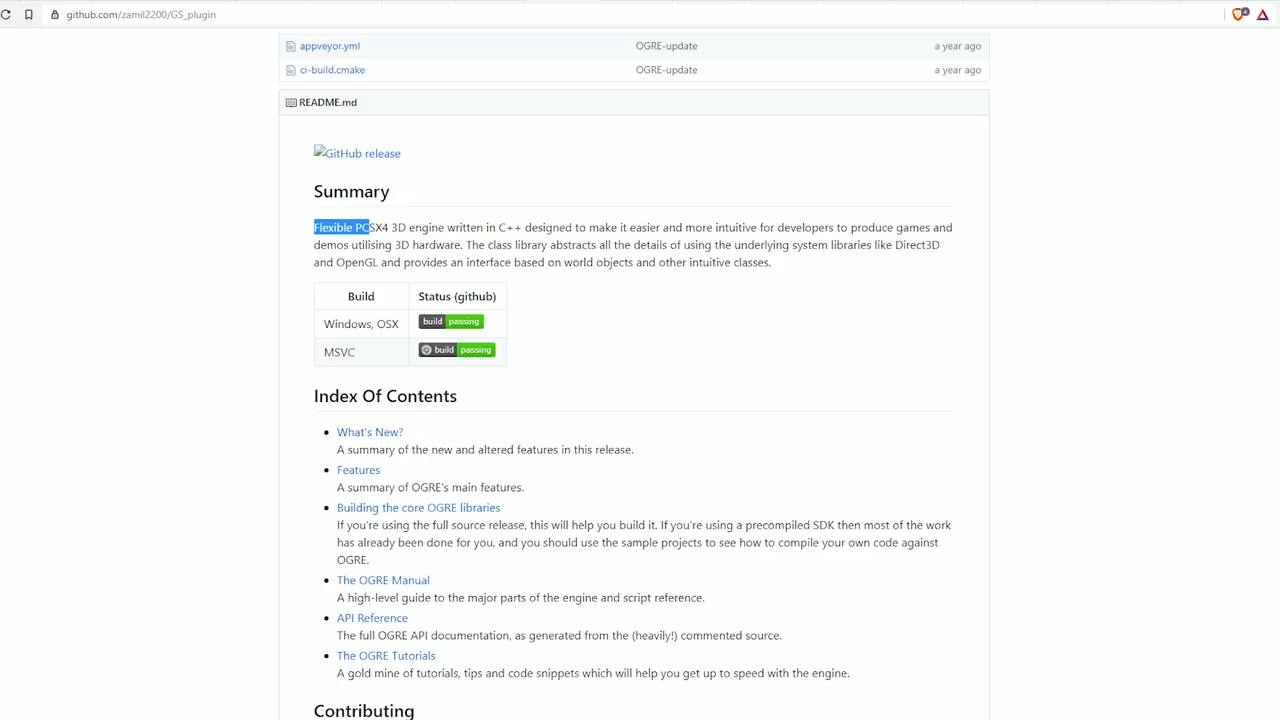 github.com/zamil2200/GS_plugin
appveyor.yml OGRE-update a year ago
ci-build.cmake OGRE-update a year ago
README.md
GitHub release
Summary
Flexible PCSX4 3D engine written in C++ designed to make it easier and more intuitive for developers to produce games and
demos utilising 3D hardware. The class library abstracts all the details of using the underlying system libraries like Direct3D
and OpenGL and provides an interface based on world objects and other intuitive classes.
Build Status (github)
Windows, OSX build passing
MSVC build passing
Index Of Contents
What's New?
A summary of the new and altered features in this release.
Features
A summary of OGRE's main features.
Building the core OGRE libraries
If you're using the full source release, this will help you build it. If you're using a precompiled SDK then most of the work
has already been done for you, and you should use the sample projects to see how to compile your own code against
OGRE.
The OGRE Manual
A high-level guide to the major parts of the engine and script reference.
API Reference
The full OGRE API documentation, as generated from the (heavily!) commented source.
The OGRE Tutorials
A gold mine of tutorials, tips and code snippets which will help you get up to speed with the engine.
Contributing